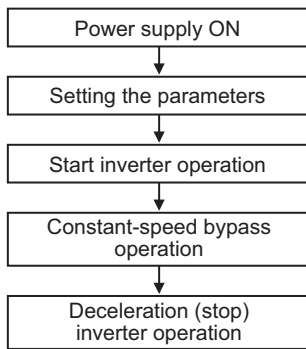 Power supply ON
Setting the parameters
Start inverter operation
Constant-speed bypass
operation
Deceleration (stop)
inverter operation